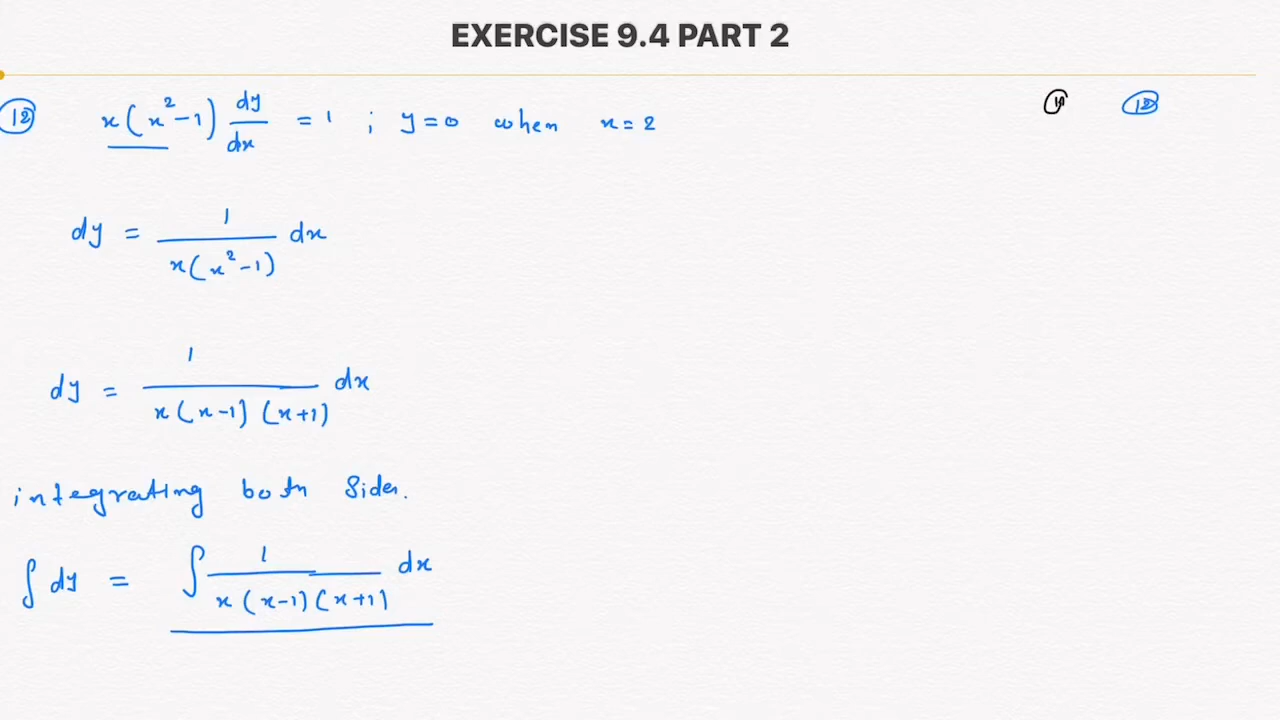 EXERCISE 9.4 PART 2
(12) x(x²-1) dy/dx = 1 ; y=0 when x=2
(12)
dy = 1/(x(x²-1)) dx
dy = 1/(x(x-1)(x+1)) dx
integrating both sides.
∫ dy = ∫ 1/(x(x-1)(x+1)) dx